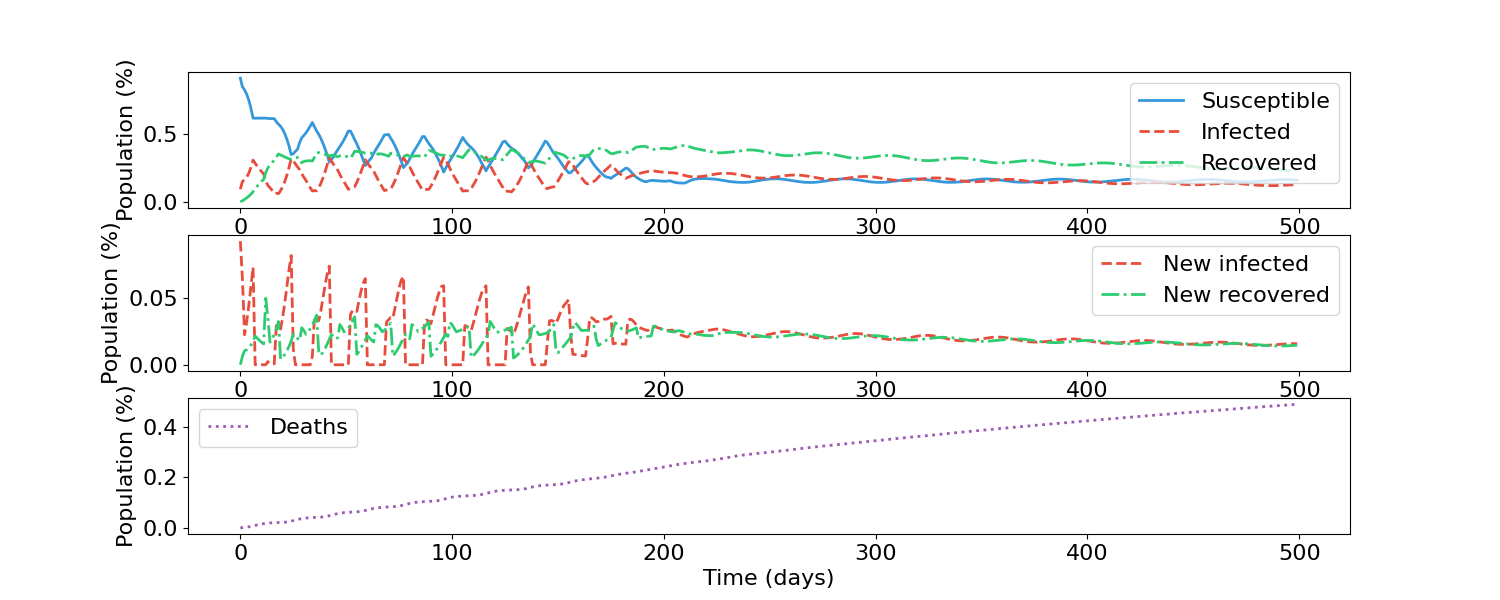 Population (%)
0.5
0.0
Susceptible
Infected
Recovered
0 100 200 300 400 500
Population (%)
0.05
0.00
New infected
New recovered
0 100 200 300 400 500
Population (%)
0.4
0.2
0.0
Deaths
0 100 200 300 400 500
Time (days)